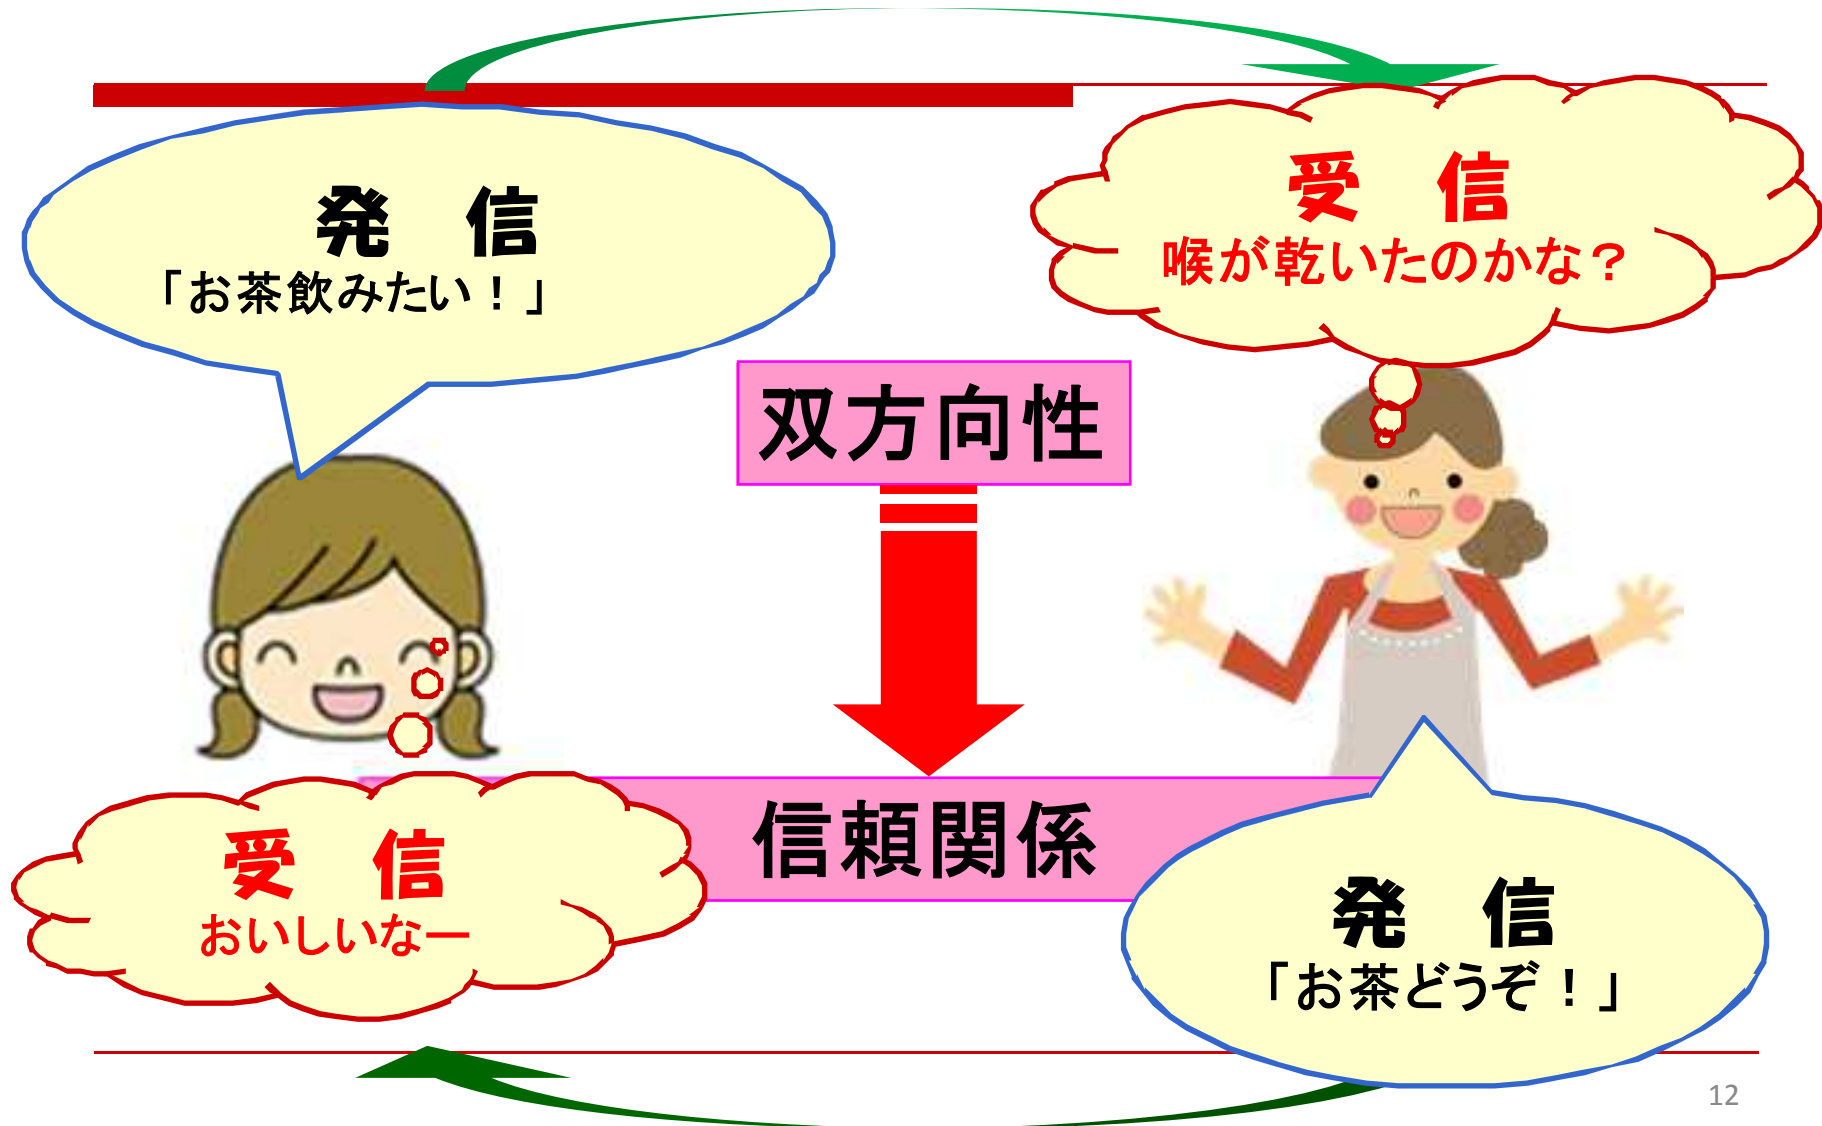 発　信
「お茶飲みたい！」
受　信
喉が乾いたのかな？
双方向性
信頼関係
受　信
おいしいなー
発　信
「お茶どうぞ！」
12